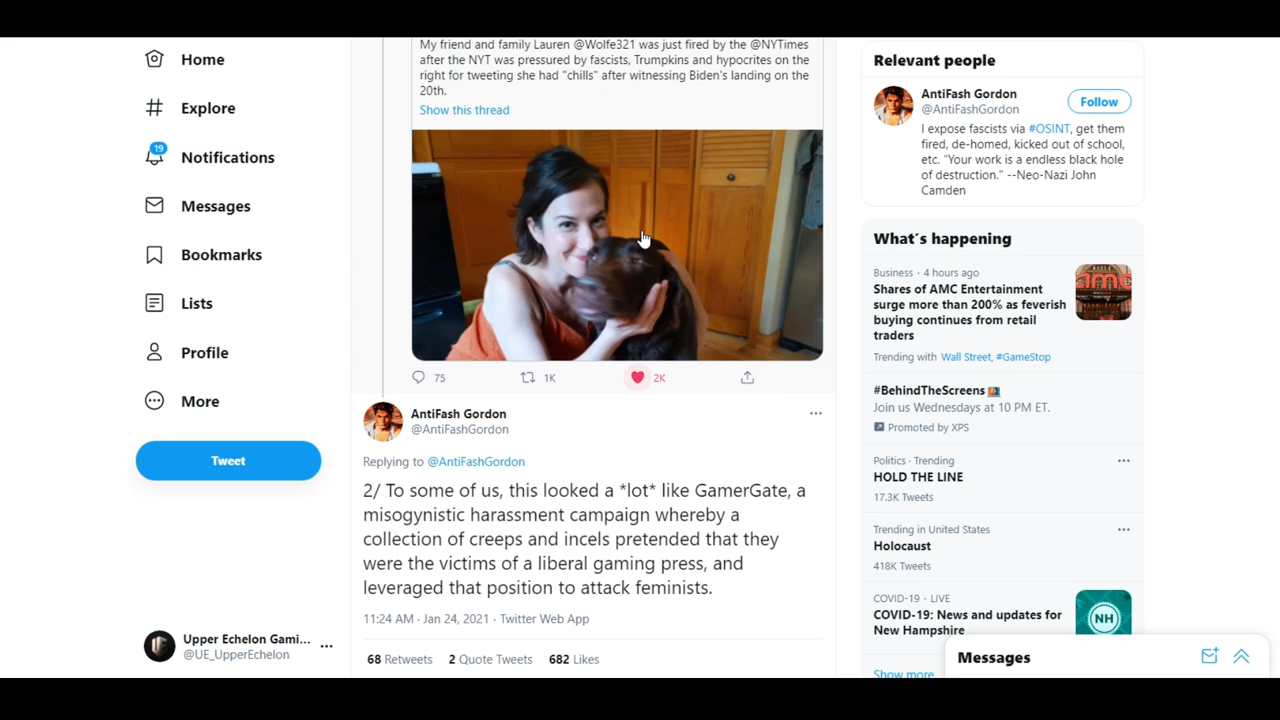 Home
Explore
19
Notifications
Messages
Bookmarks
Lists
Profile
More
Tweet
Upper Echelon Gami...
@UE_UpperEchelon
My friend and family Lauren @Wolfe321 was just fired by the @NYTimes
after the NYT was pressured by fascists, Trumpkins and hypocrites on the
right for tweeting she had "chills" after witnessing Biden's landing on the
20th.
Show this thread
75
1K
2K
AntiFash Gordon
@AntiFashGordon
Replying to @AntiFashGordon
2/ To some of us, this looked a *lot* like GamerGate, a
misogynistic harassment campaign whereby a
collection of creeps and incels pretended that they
were the victims of a liberal gaming press, and
leveraged that position to attack feminists.
11:24 AM · Jan 24, 2021 · Twitter Web App
68 Retweets 2 Quote Tweets 682 Likes
Relevant people
AntiFash Gordon
@AntiFashGordon
Follow
I expose fascists via #OSINT, get them
fired, de-homed, kicked out of school,
etc. "Your work is a endless black hole
of destruction." --Neo-Nazi John
Camden
What's happening
Business · 4 hours ago
Shares of AMC Entertainment
surge more than 200% as feverish
buying continues from retail
traders
amc
Trending with Wall Street, #GameStop
#BehindTheScreens
Join us Wednesdays at 10 PM ET.
Promoted by XPS
Politics · Trending
HOLD THE LINE
17.3K Tweets
Trending in United States
Holocaust
418K Tweets
COVID-19 · LIVE
COVID-19: News and updates for
New Hampshire
NH
Show more
Messages